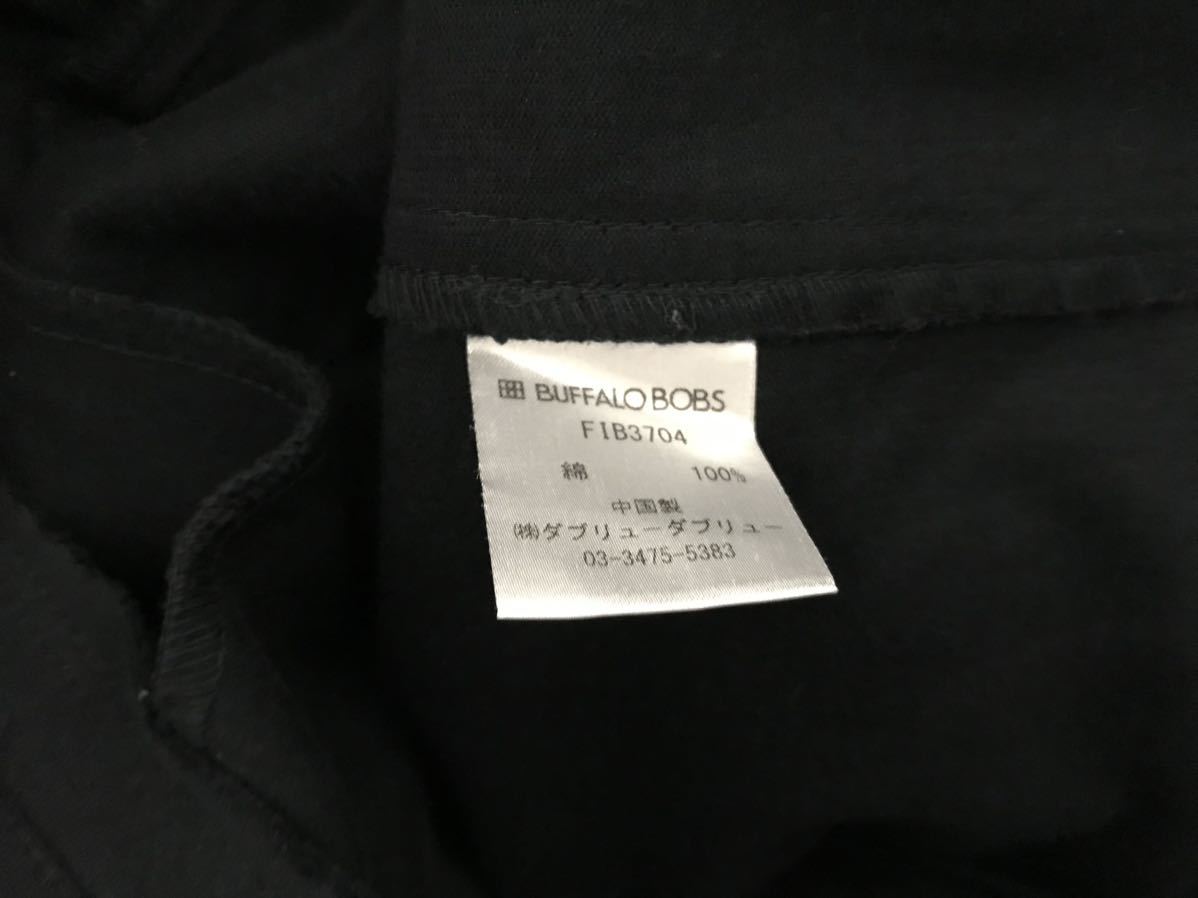 BUFFALO BOBS
FIB3704
綿 100%
中国製
㈱ダブリューダブリュー
03-3475-5383